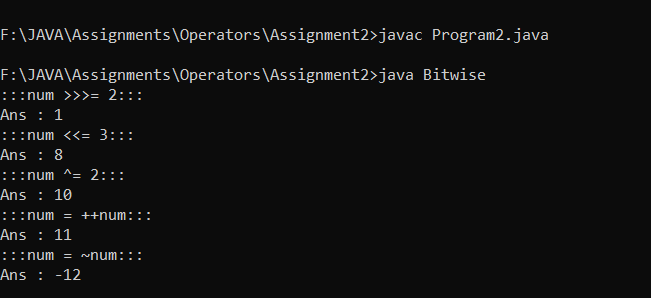 F:\JAVA\Assignments\Operators\Assignment2>javac Program2.java
F:\JAVA\Assignments\Operators\Assignment2>java Bitwise
:::num >>>= 2:::
Ans : 1
:::num <<= 3:::
Ans : 8
:::num ^= 2:::
Ans : 10
:::num = ++num:::
Ans : 11
:::num = ~num:::
Ans : -12